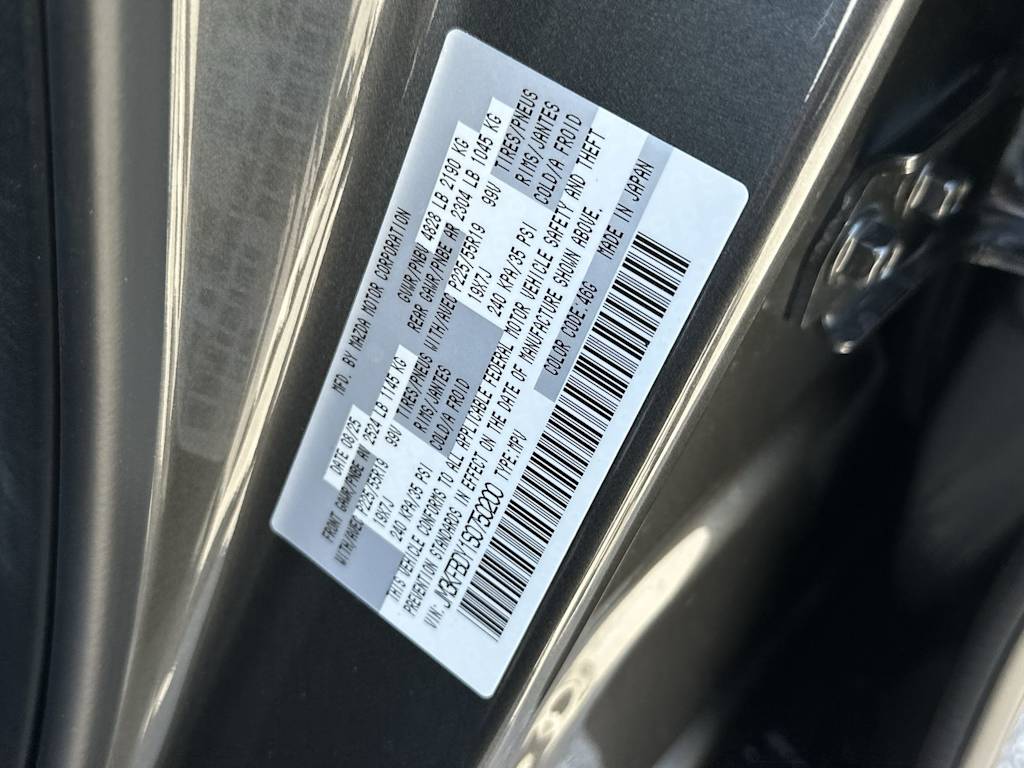 MFD. BY MAZDA MOTOR CORPORATION
DATE 08/25 GVWR/PNBV 4828 LB 2190 KG
FRONT GAWR/PNBE AV 2524 LB 1145 KG REAR GAWR/PNBE AR 2304 LB 1045 KG
WITH/AVEC P225/55R19 99V TIRES/PNEUS WITH/AVEC P225/55R19 99V TIRES/PNEUS
19X7J RIMS/JANTES 19X7J RIMS/JANTES
240 KPA/35 PSI COLD/A FROID 240 KPA/35 PSI COLD/A FROID
THIS VEHICLE CONFORMS TO ALL APPLICABLE FEDERAL MOTOR VEHICLE SAFETY AND THEFT
PREVENTION STANDARDS IN EFFECT ON THE DATE OF MANUFACTURE SHOWN ABOVE.
VIN: TYPE:MPV COLOR CODE:46G MADE IN JAPAN